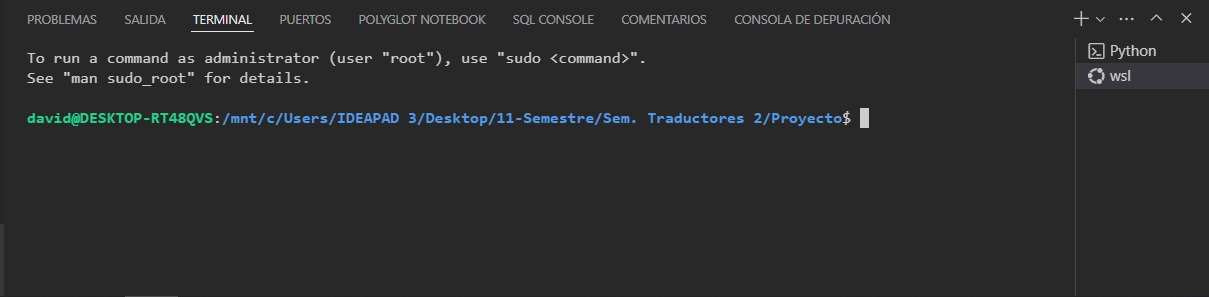 PROBLEMAS SALIDA TERMINAL PUERTOS POLYGLOT NOTEBOOK SQL CONSOLE COMENTARIOS CONSOLA DE DEPURACIÓN
To run a command as administrator (user "root"), use "sudo <command>".
See "man sudo_root" for details.
david@DESKTOP-RT48QVS:/mnt/c/Users/IDEAPAD 3/Desktop/11-Semestre/Sem. Traductores 2/Proyecto$
Python
wsl